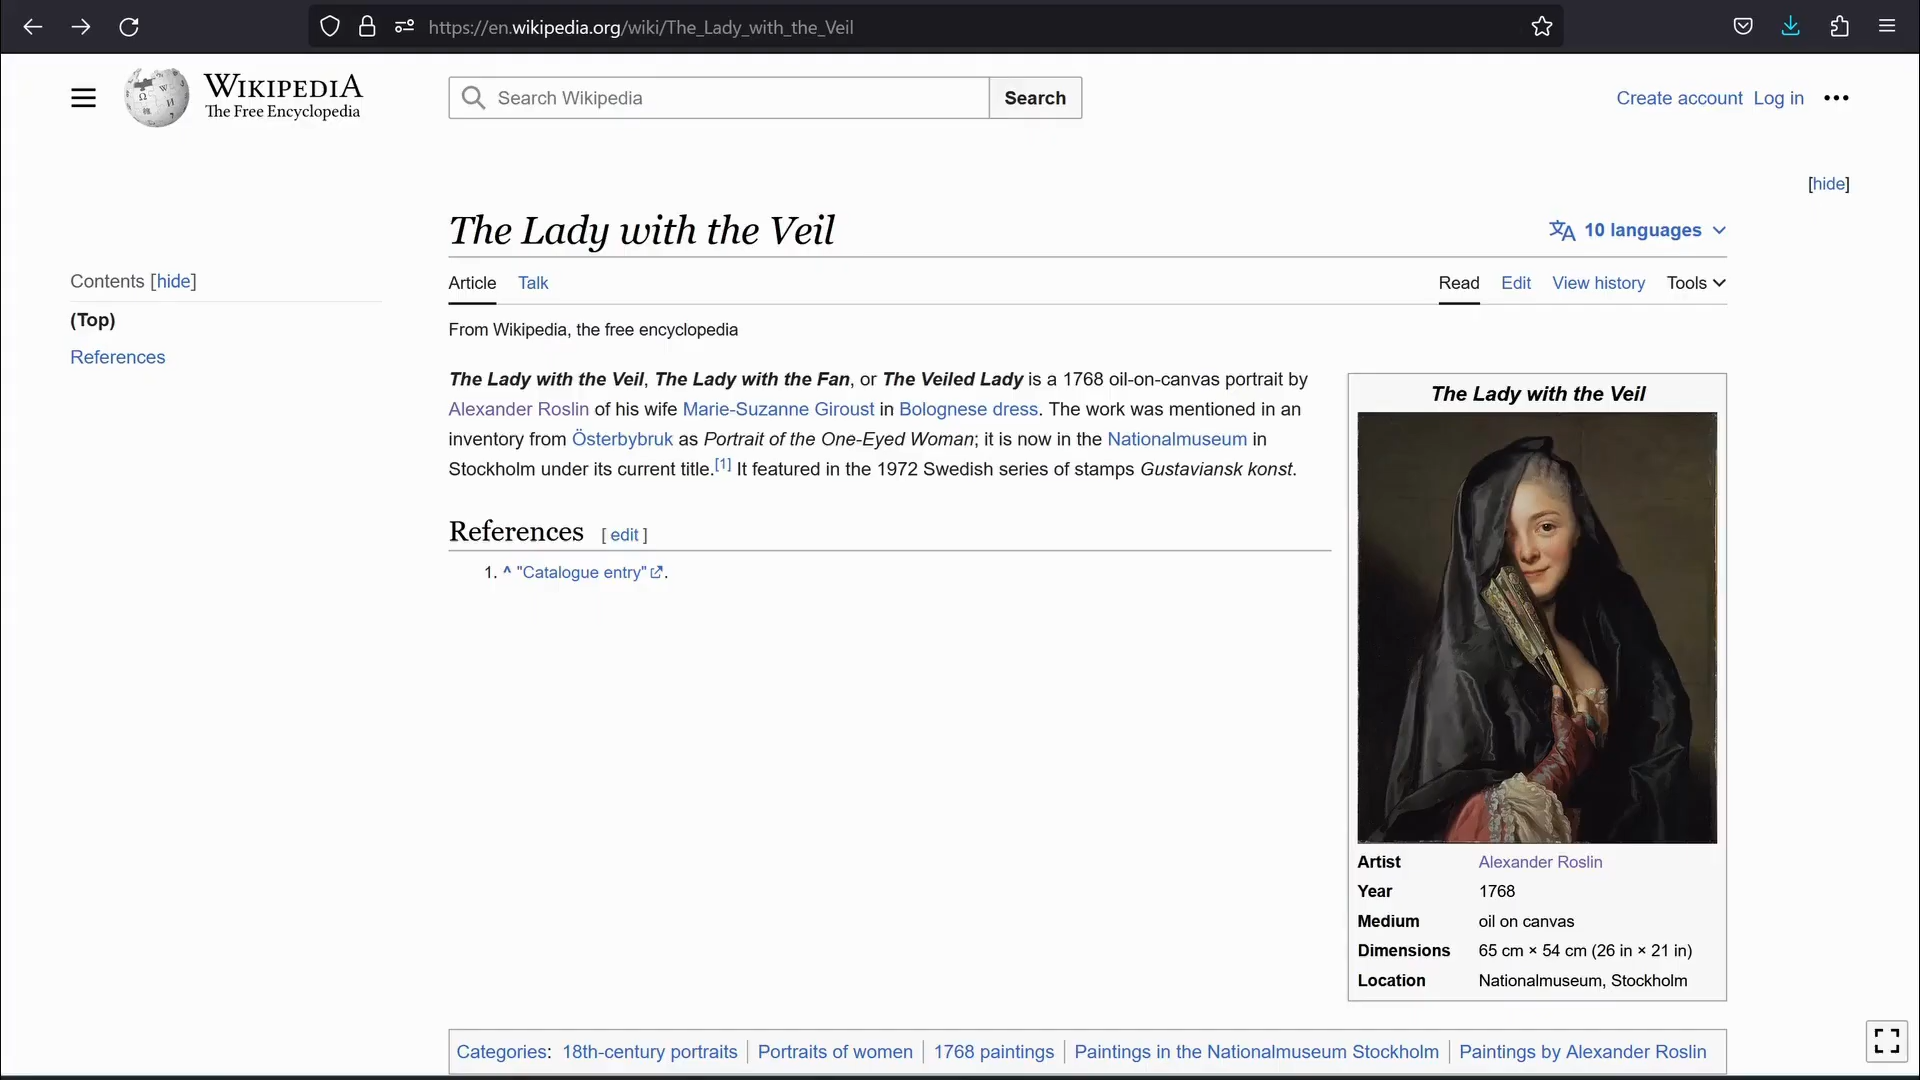 https://en.wikipedia.org/wiki/The_Lady_with_the_Veil
WIKIPEDIA
The Free Encyclopedia
Search Wikipedia
Search
Create account
Log in
[hide]
The Lady with the Veil
10 languages
Contents [hide]
(Top)
References
Article
Talk
Read
Edit
View history
Tools
From Wikipedia, the free encyclopedia
The Lady with the Veil, The Lady with the Fan, or The Veiled Lady is a 1768 oil-on-canvas portrait by
Alexander Roslin of his wife Marie-Suzanne Giroust in Bolognese dress. The work was mentioned in an
inventory from Österbybruk as Portrait of the One-Eyed Woman; it is now in the Nationalmuseum in
Stockholm under its current title.[1] It featured in the 1972 Swedish series of stamps Gustaviansk konst.
References [ edit ]
1. ^ "Catalogue entry".
The Lady with the Veil
Artist Alexander Roslin
Year 1768
Medium oil on canvas
Dimensions 65 cm × 54 cm (26 in × 21 in)
Location Nationalmuseum, Stockholm
Categories: 18th-century portraits | Portraits of women | 1768 paintings | Paintings in the Nationalmuseum Stockholm | Paintings by Alexander Roslin